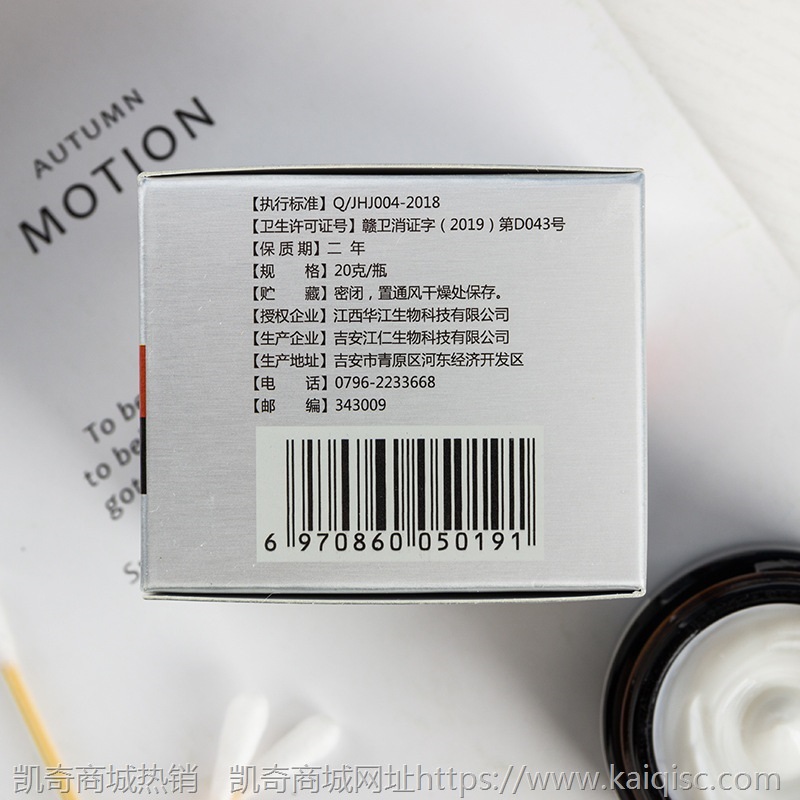 AUTUMN
MOTION
【执行标准】Q/JHJ004-2018
【卫生许可证号】赣卫消证字（2019）第D043号
【保 质 期】二 年
【规 格】20克/瓶
【贮 藏】密闭，置通风干燥处保存。
【授权企业】江西华江生物科技有限公司
【生产企业】吉安江仁生物科技有限公司
【生产地址】吉安市青原区河东经济开发区
【电 话】0796-2233668
【邮 编】343009
6 970860 050191
To be
to be
凯奇商城热销 凯奇商城网址https://www.kaiqisc.com